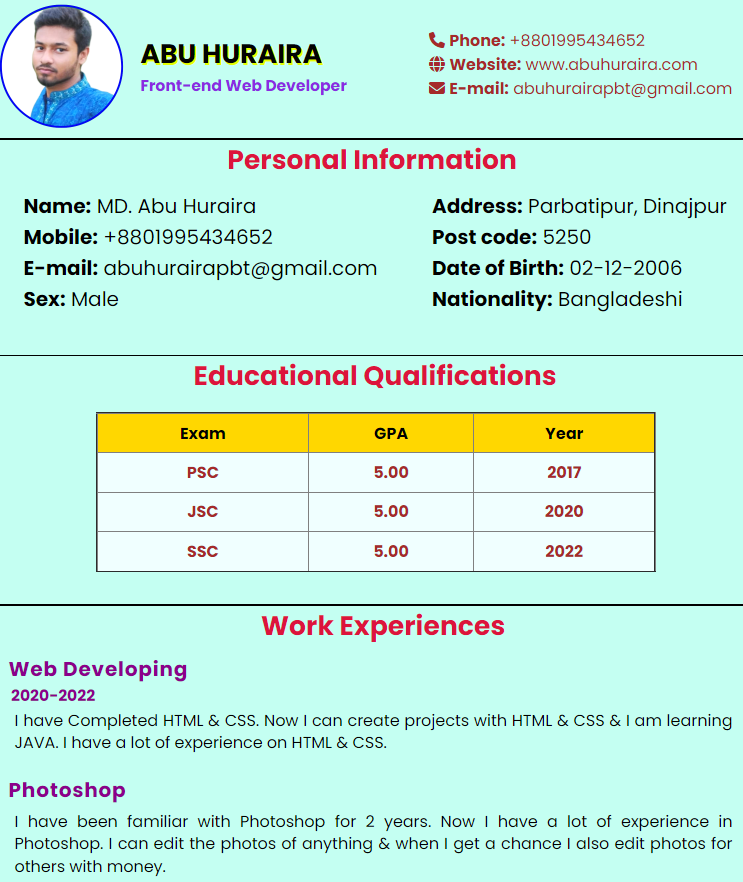 ABU HURAIRA
Front-end Web Developer
Phone: +8801995434652
Website: www.abuhuraira.com
E-mail: abuhurairapbt@gmail.com
Personal Information
Name: MD. Abu Huraira
Mobile: +8801995434652
E-mail: abuhurairapbt@gmail.com
Sex: Male
Address: Parbatipur, Dinajpur
Post code: 5250
Date of Birth: 02-12-2006
Nationality: Bangladeshi
Educational Qualifications
Exam GPA Year
PSC 5.00 2017
JSC 5.00 2020
SSC 5.00 2022
Work Experiences
Web Developing
2020-2022
I have Completed HTML & CSS. Now I can create projects with HTML & CSS & I am learning
JAVA. I have a lot of experience on HTML & CSS.
Photoshop
I have been familiar with Photoshop for 2 years. Now I have a lot of experience in
Photoshop. I can edit the photos of anything & when I get a chance I also edit photos for
others with money.